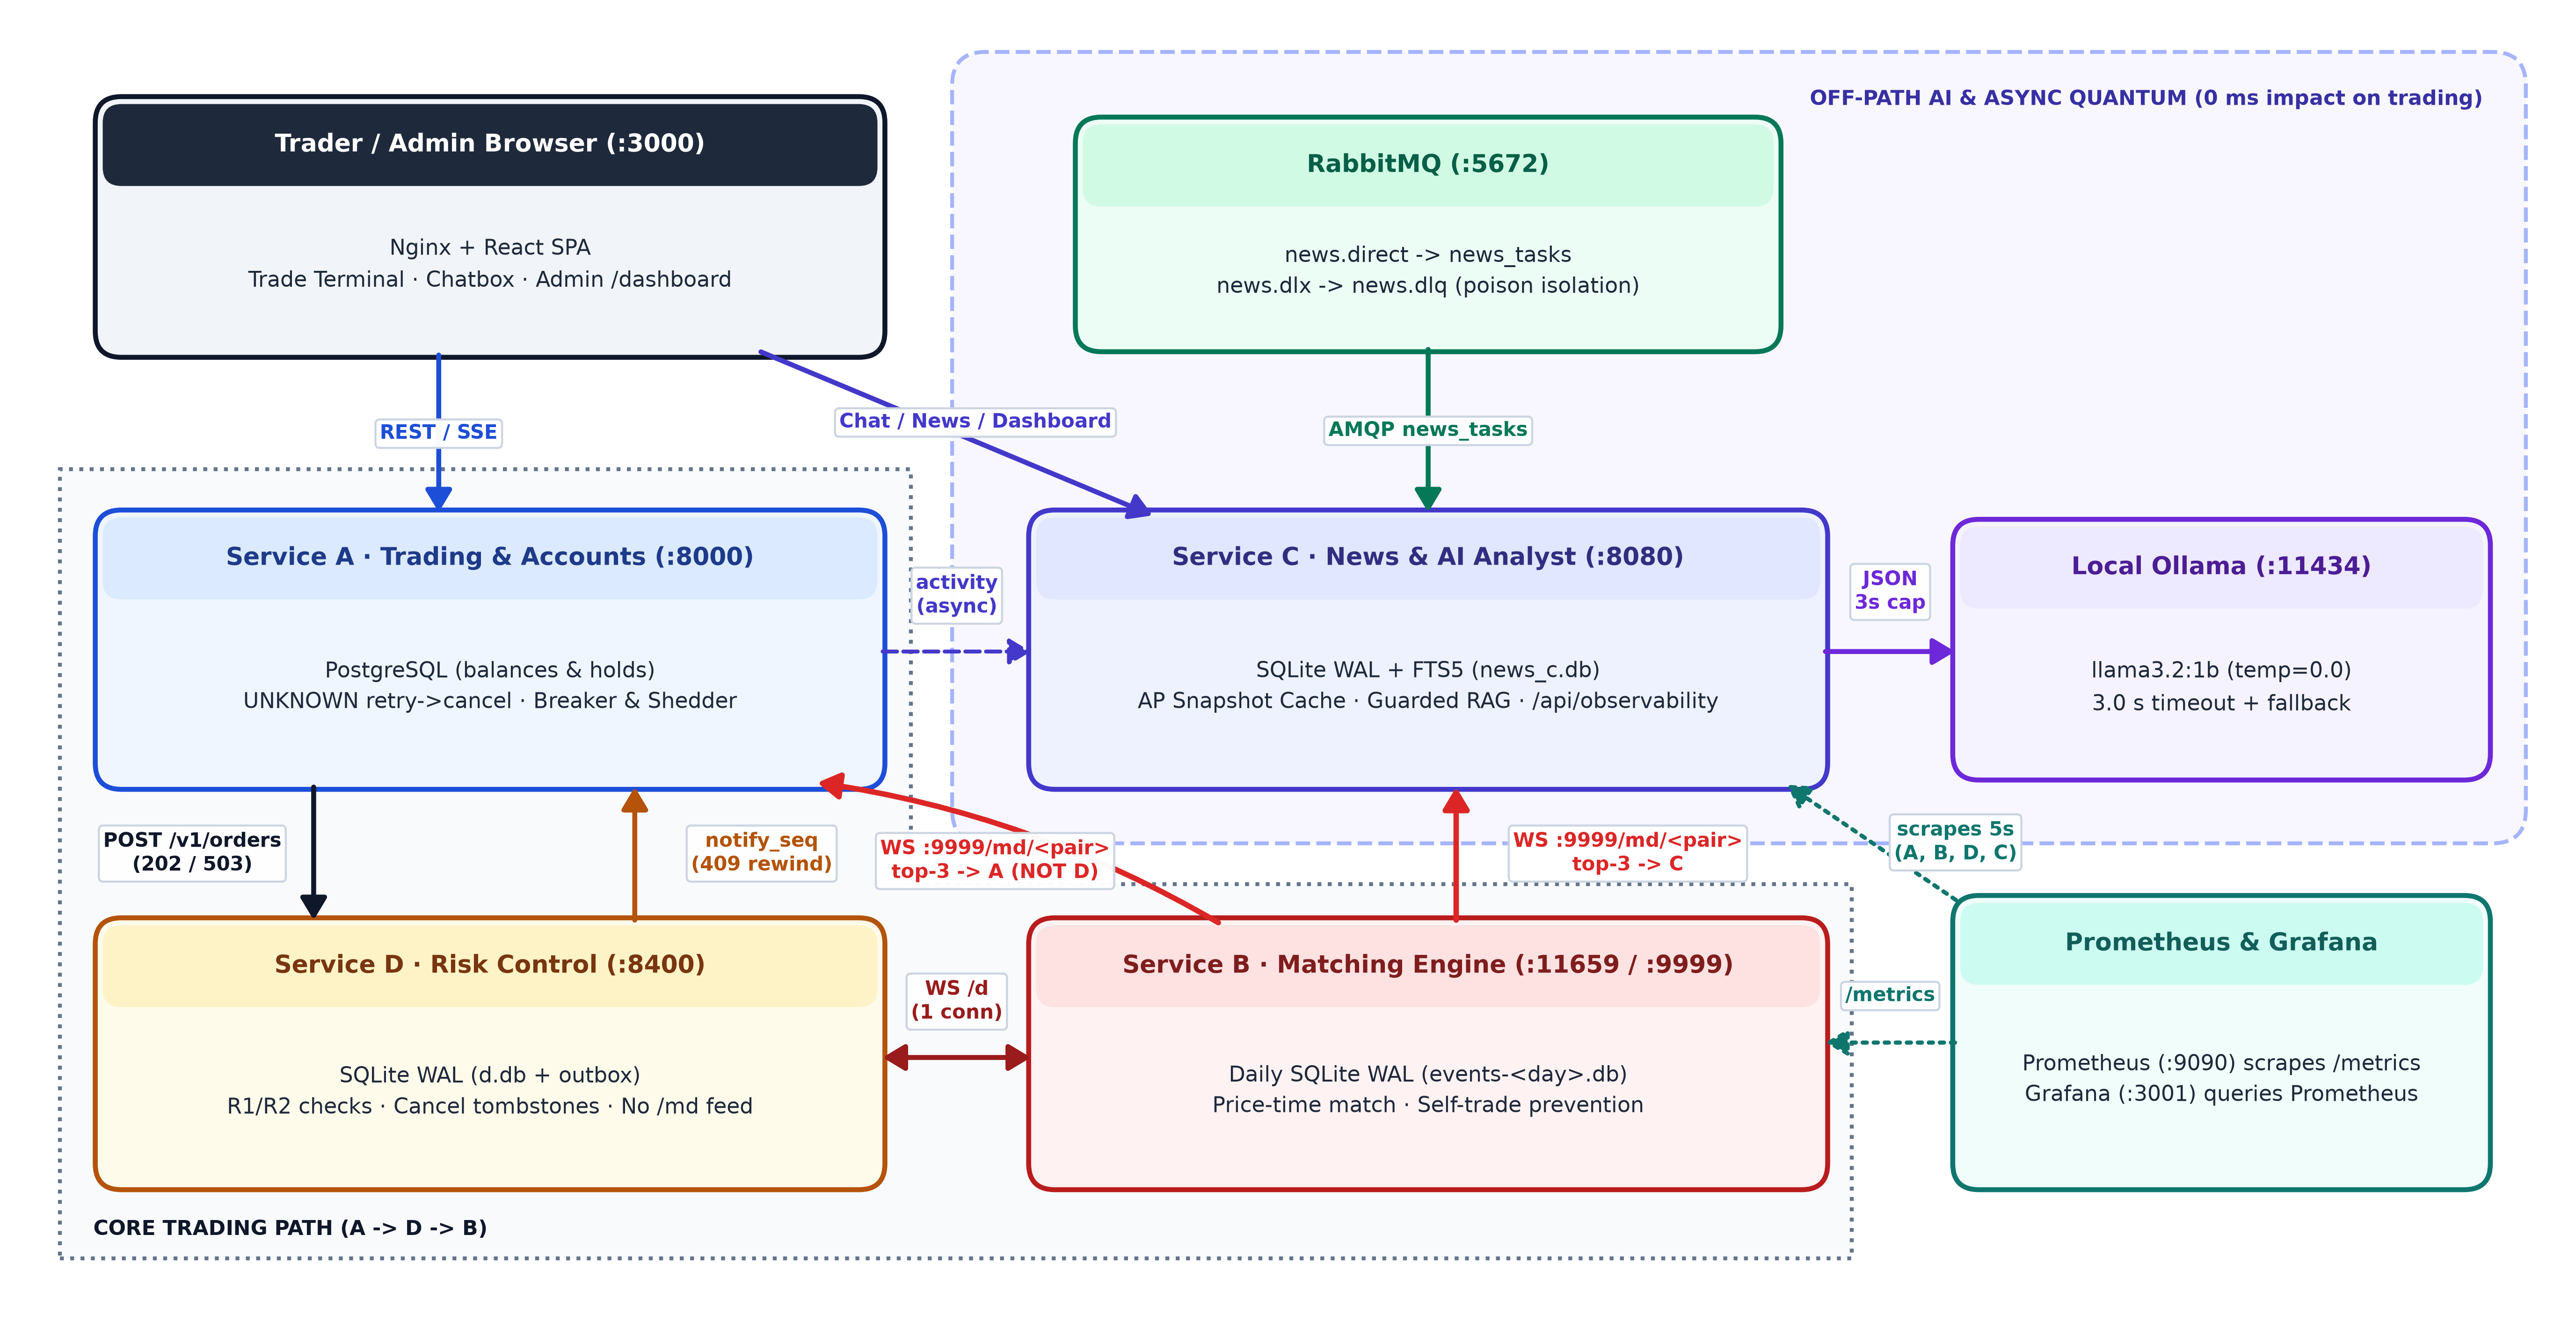 OFF-PATH AI & ASYNC QUANTUM (0 ms impact on trading)
Trader / Admin Browser (:3000)
Nginx + React SPA
Trade Terminal · Chatbox · Admin /dashboard
RabbitMQ (:5672)
news.direct -> news_tasks
news.dlx -> news.dlq (poison isolation)
REST / SSE
Chat / News / Dashboard
AMQP news_tasks
Service A · Trading & Accounts (:8000)
PostgreSQL (balances & holds)
UNKNOWN retry->cancel · Breaker & Shedder
activity
(async)
Service C · News & AI Analyst (:8080)
SQLite WAL + FTS5 (news_c.db)
AP Snapshot Cache · Guarded RAG · /api/observability
JSON
3s cap
Local Ollama (:11434)
llama3.2:1b (temp=0.0)
3.0 s timeout + fallback
POST /v1/orders
(202 / 503)
notify_seq
(409 rewind)
WS :9999/md/<pair>
top-3 -> A (NOT D)
WS :9999/md/<pair>
top-3 -> C
scrapes 5s
(A, B, D, C)
Service D · Risk Control (:8400)
SQLite WAL (d.db + outbox)
R1/R2 checks · Cancel tombstones · No /md feed
WS /d
(1 conn)
Service B · Matching Engine (:11659 / :9999)
Daily SQLite WAL (events-<day>.db)
Price-time match · Self-trade prevention
/metrics
Prometheus & Grafana
Prometheus (:9090) scrapes /metrics
Grafana (:3001) queries Prometheus
CORE TRADING PATH (A -> D -> B)